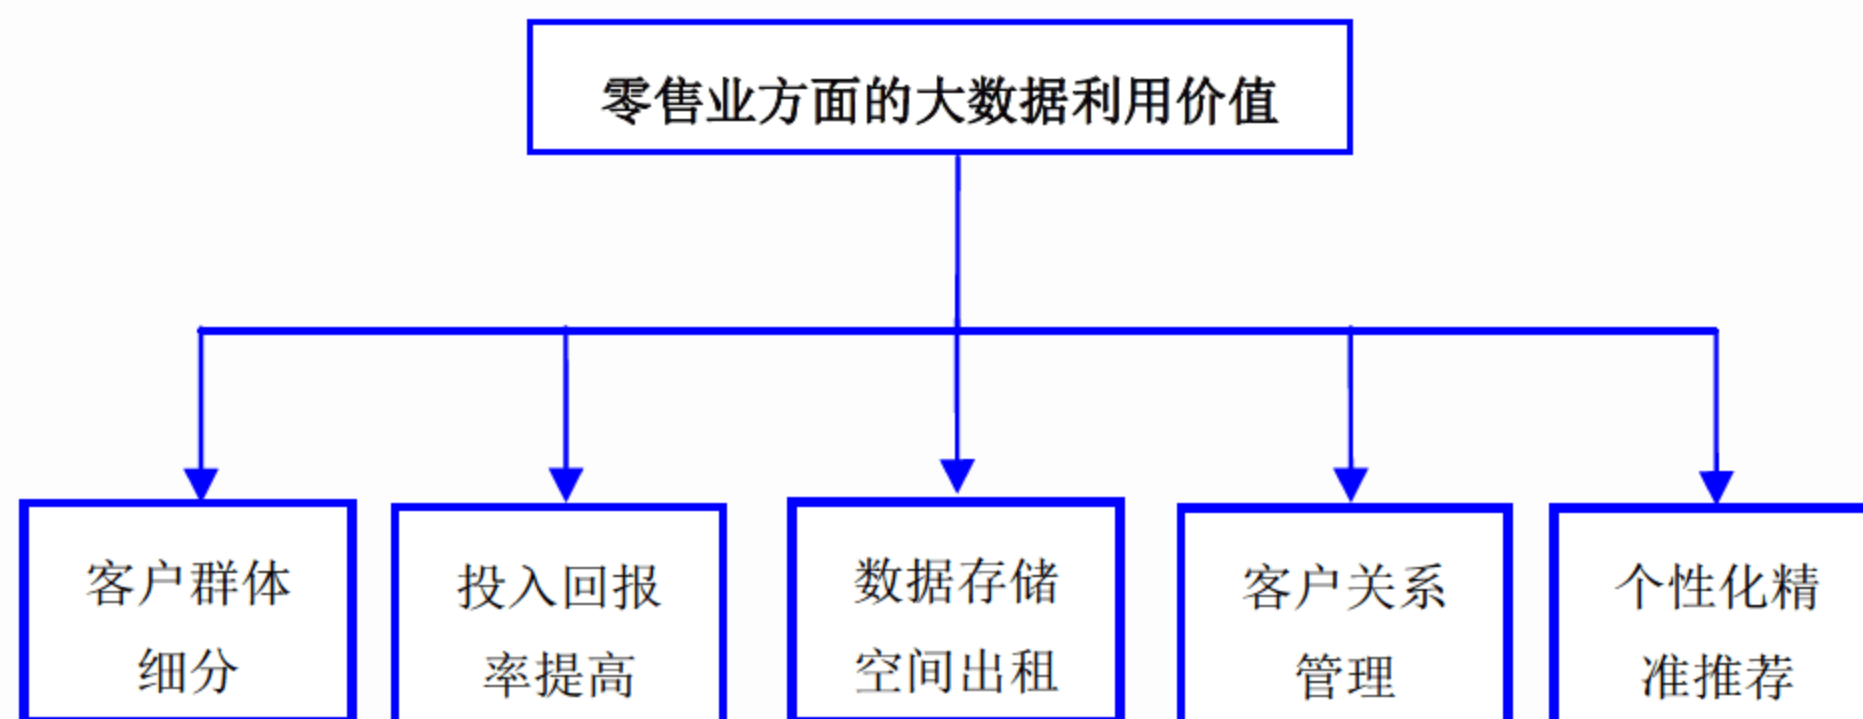 零售业方面的大数据利用价值
客户群体
细分
投入回报
率提高
数据存储
空间出租
客户关系
管理
个性化精
准推荐